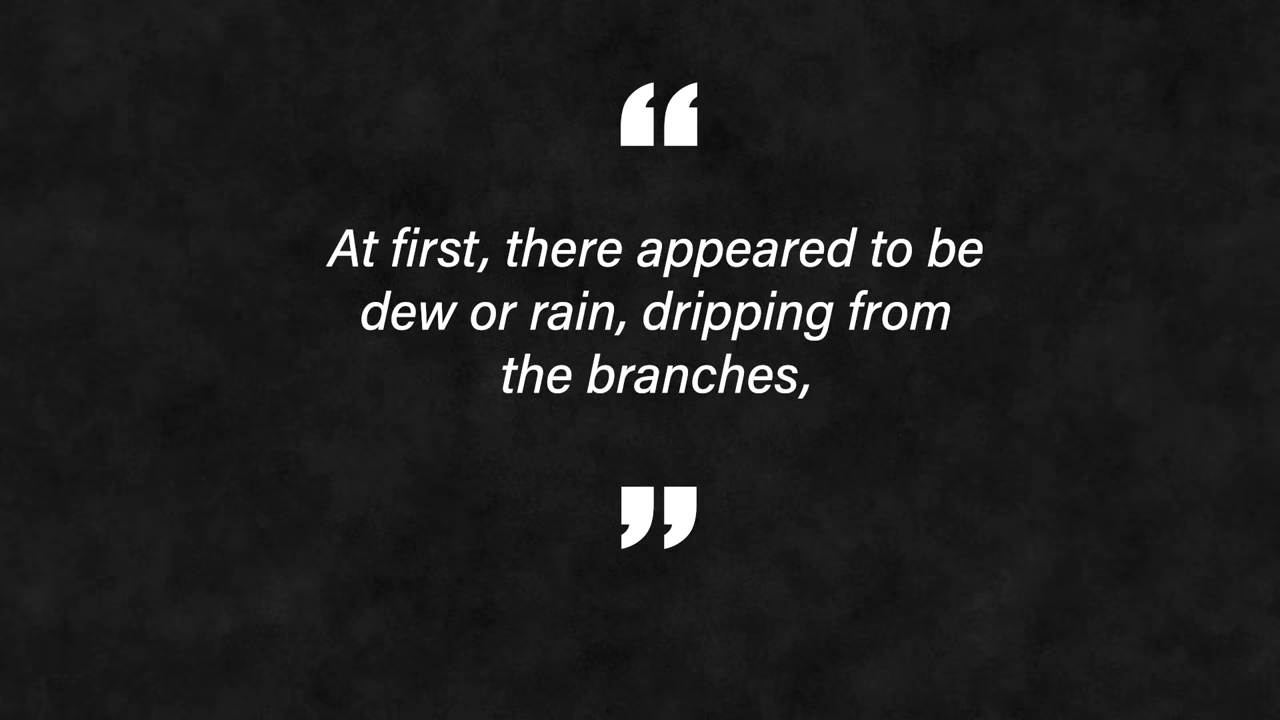 “
At first, there appeared to be
dew or rain, dripping from
the branches,
”